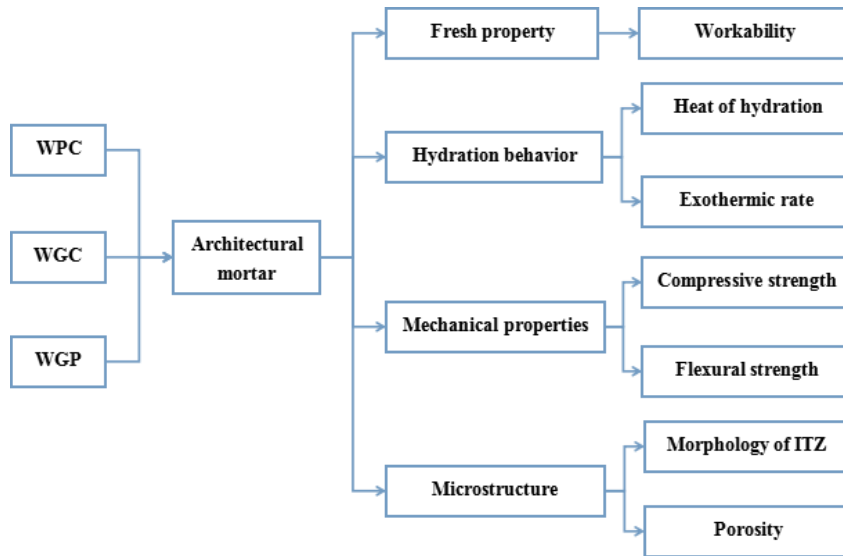 WPC
WGC
WGP
Architectural
mortar
Fresh property
Workability
Hydration behavior
Heat of hydration
Exothermic rate
Mechanical properties
Compressive strength
Flexural strength
Microstructure
Morphology of ITZ
Porosity